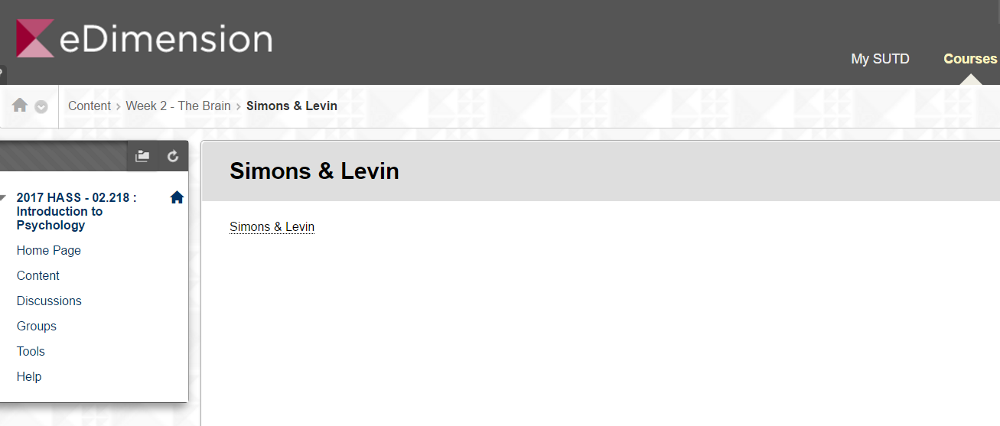 eDimension
My SUTD
Courses
?
Content › Week 2 - The Brain › Simons & Levin
2017 HASS - 02.218 :
Introduction to
Psychology
Home Page
Content
Discussions
Groups
Tools
Help
Simons & Levin
Simons & Levin